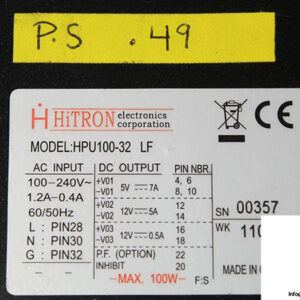 P.S .49
HiTRON electronics corporation
CE
MODEL:HPU100-32 LF
AC INPUT DC OUTPUT PIN NBR.
100-240V~ +V01 5V⎓7A 4, 6
1.2A-0.4A -V01 8, 10
60/50Hz +V02 12V⎓5A 12
L : PIN28 -V02 14
N : PIN30 +V03 12V⎓0.5A 16
G : PIN32 -V03 18
P.F. (OPTION) 22
INHIBIT 20
MAX. 100W F:S
SN 00357
WK 110
MADE IN